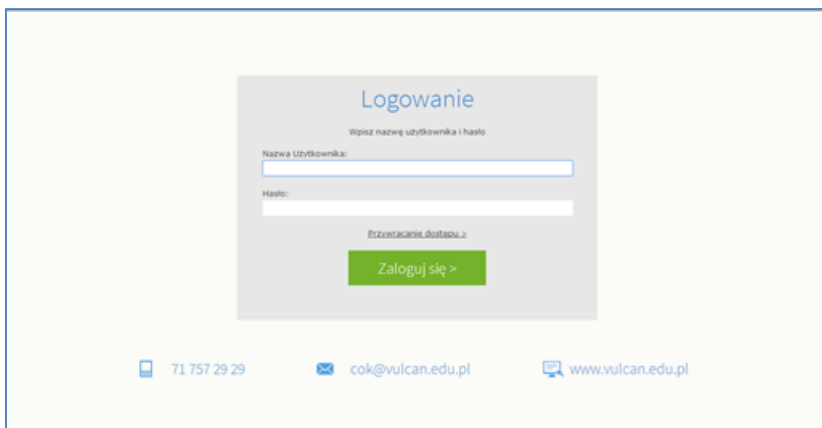 Logowanie
Wpisz nazwę użytkownika i hasło
Nazwa Użytkownika:
Hasło:
Przywracanie dostępu >
Zaloguj się >
71 757 29 29 cok@vulcan.edu.pl www.vulcan.edu.pl